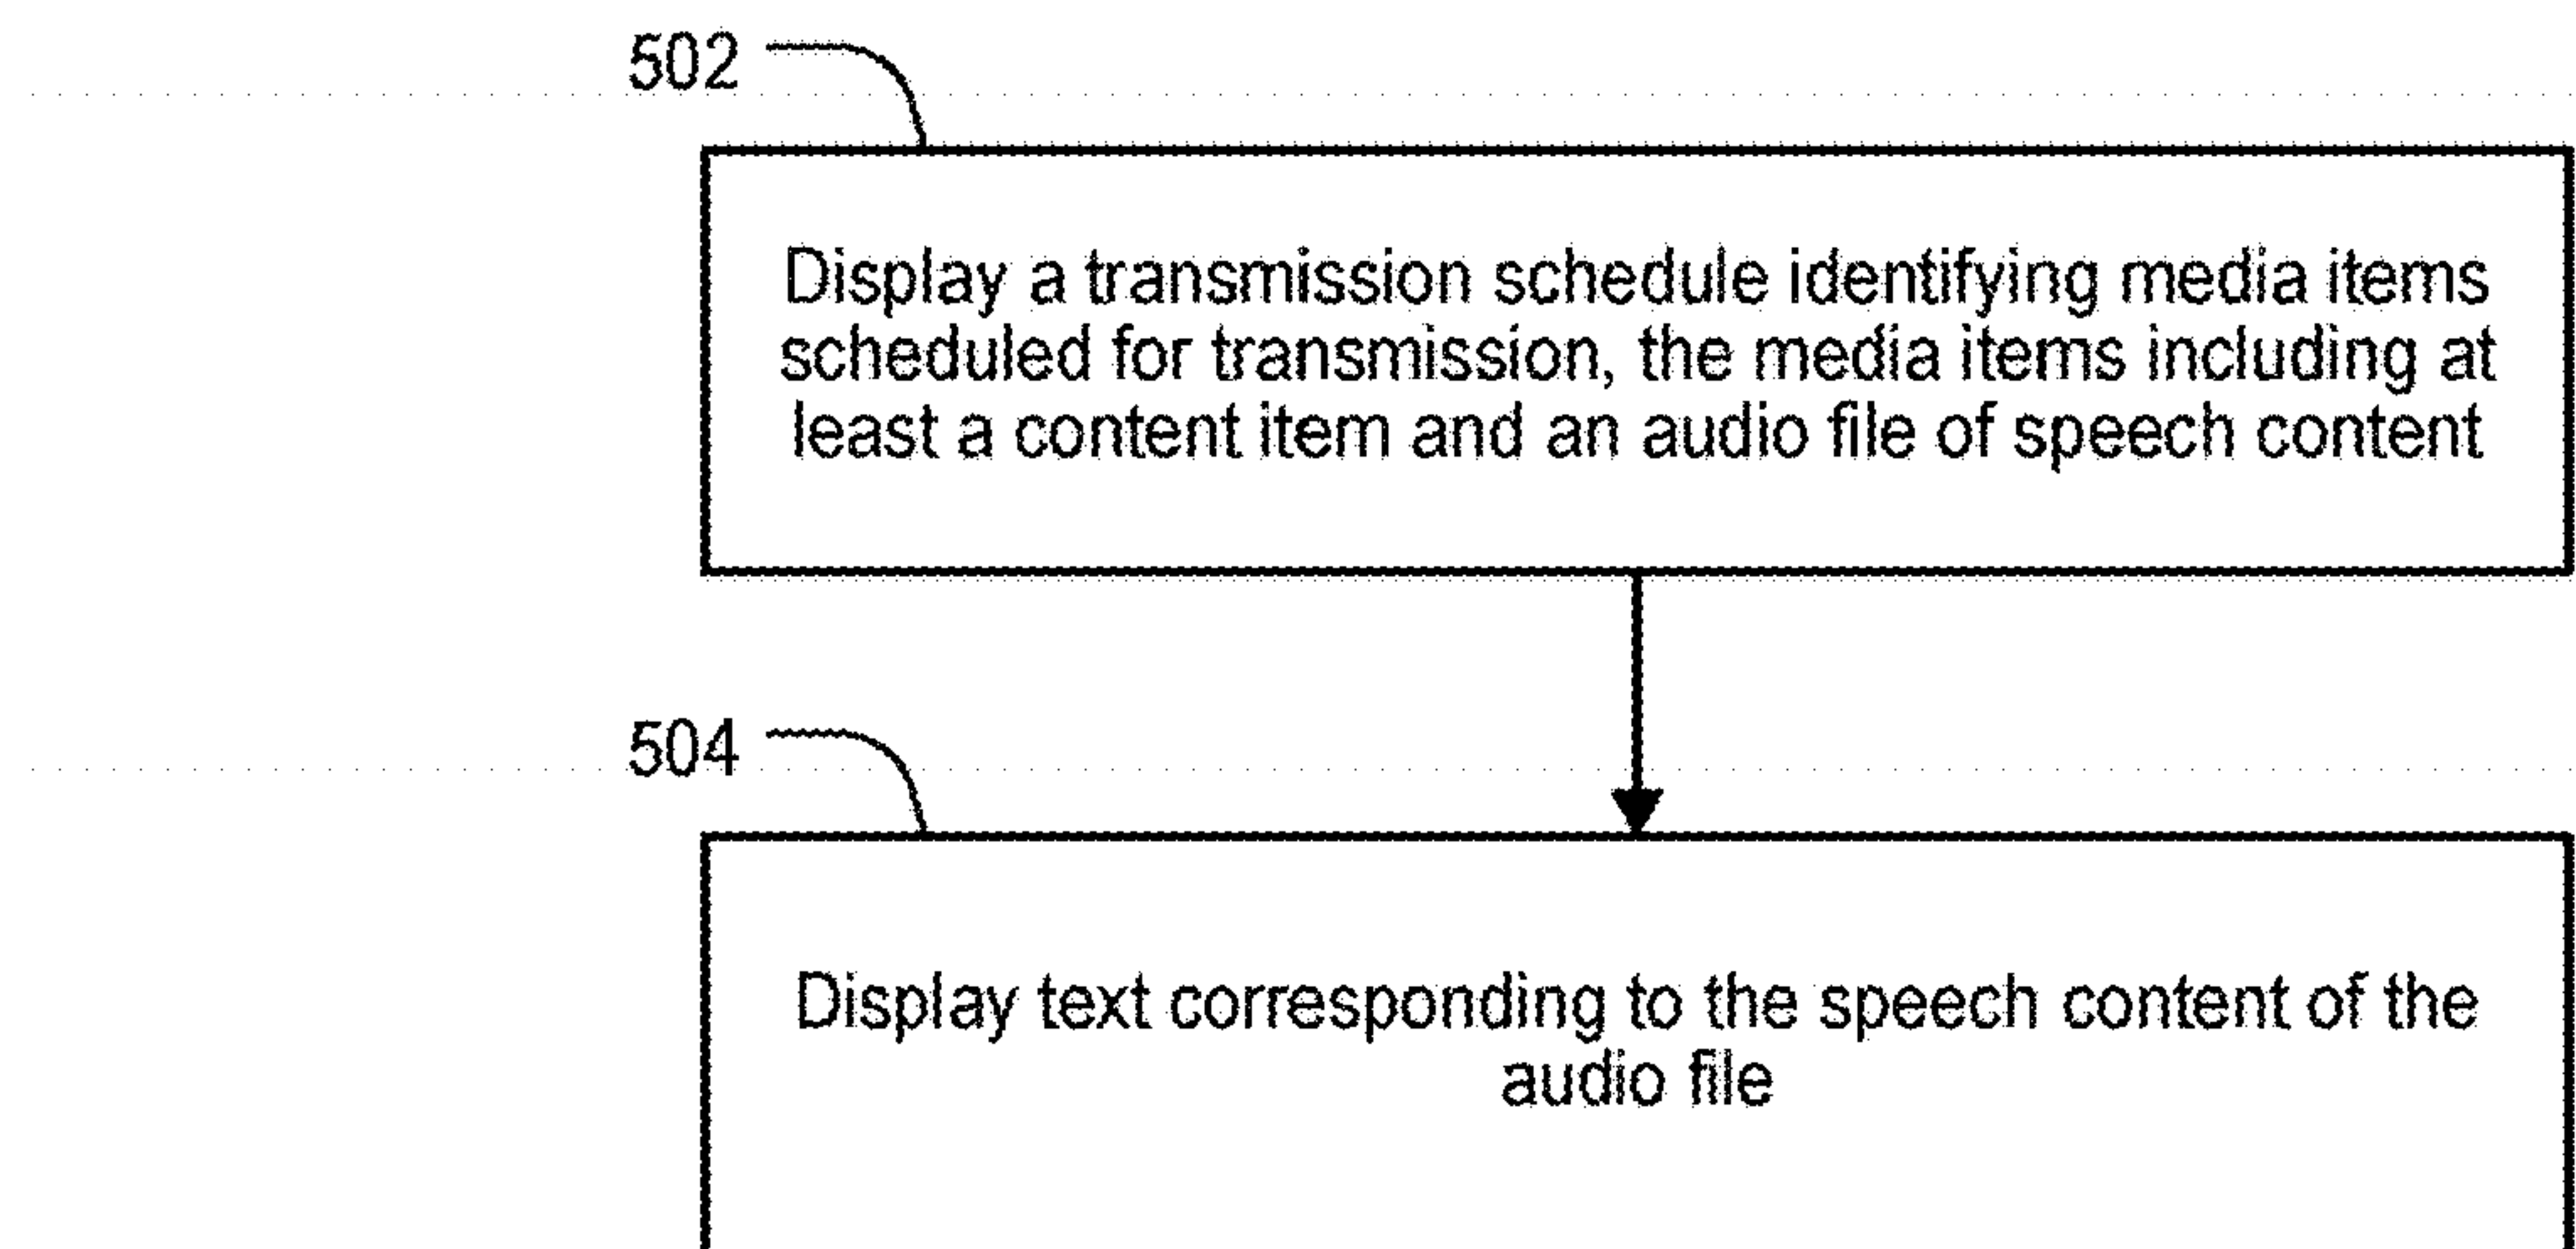 502
Display a transmission schedule identifying media items
scheduled for transmission, the media items including at
least a content item and an audio file of speech content
504
Display text corresponding to the speech content of the
audio file